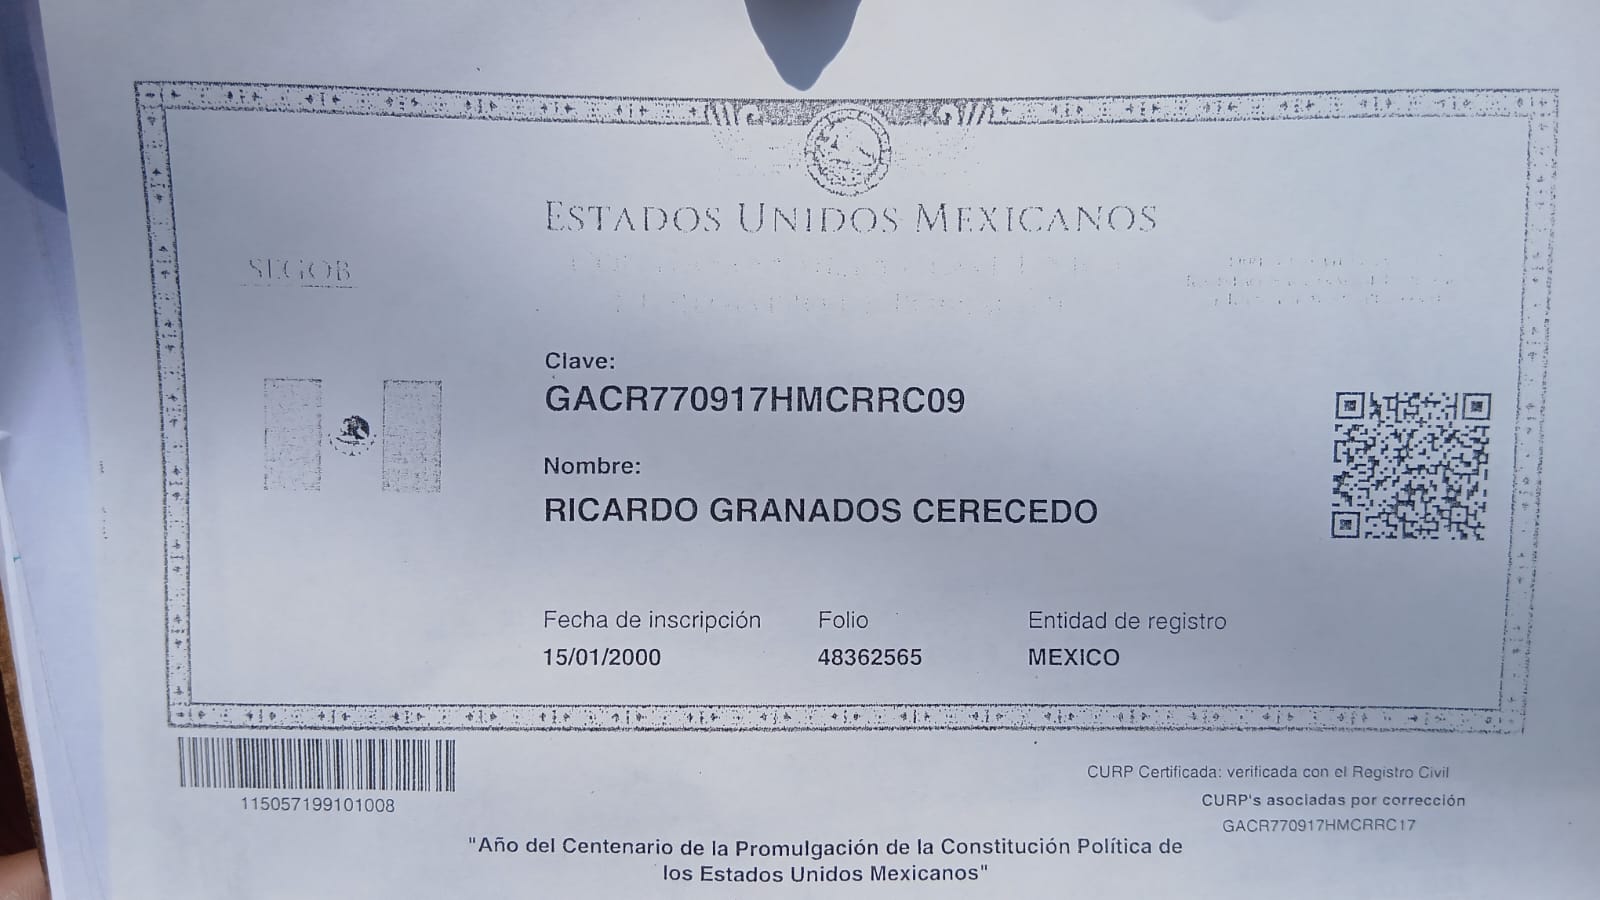 ESTADOS UNIDOS MEXICANOS
SEGOB
Clave:
GACR770917HMCRRC09
Nombre:
RICARDO GRANADOS CERECEDO
Fecha de inscripción Folio Entidad de registro
15/01/2000 48362565 MEXICO
115057199101008
CURP Certificada: verificada con el Registro Civil
CURP's asociadas por corrección
GACR770917HMCRRC17
"Año del Centenario de la Promulgación de la Constitución Política de
los Estados Unidos Mexicanos"